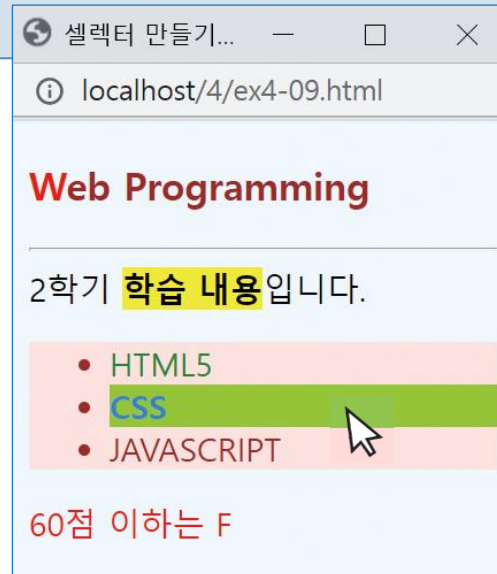 셀렉터 만들기...
localhost/4/ex4-09.html
Web Programming
2학기 학습 내용입니다.
• HTML5
• CSS
• JAVASCRIPT
60점 이하는 F